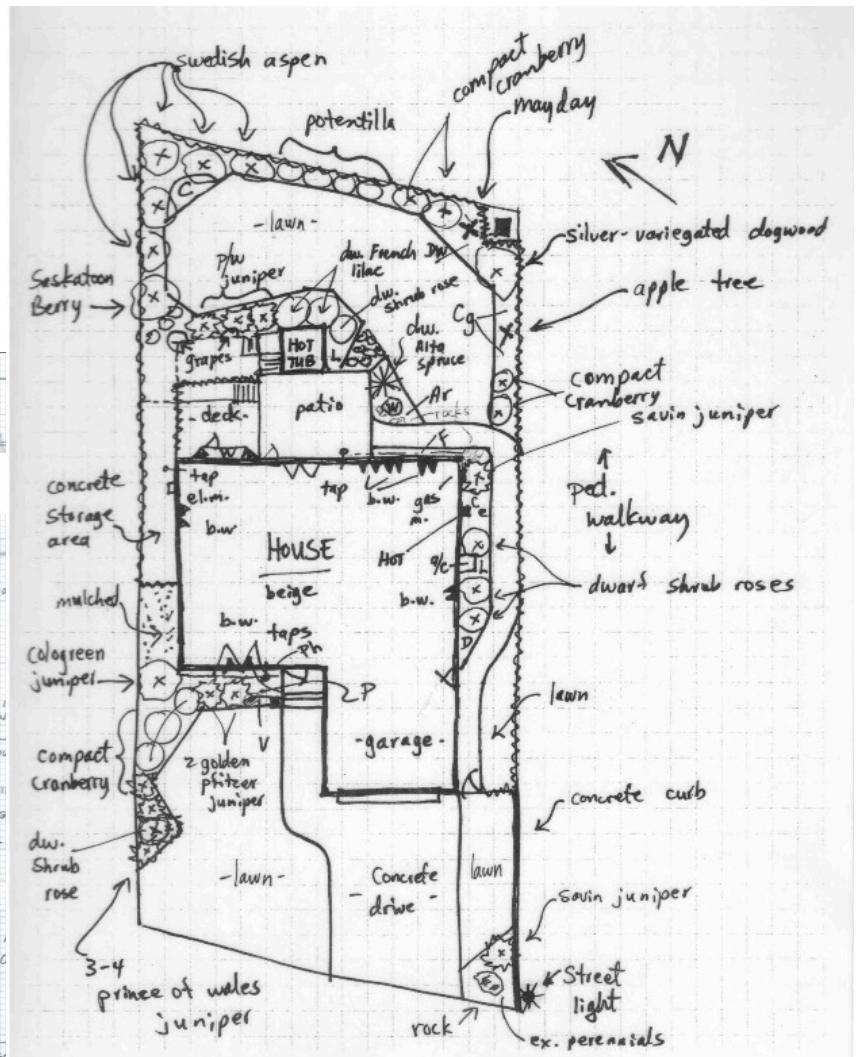 swedish aspen
compact
cranberry
potentilla
mayday
N
C
-lawn-
DW
silver-variegated dogwood
P/W
juniper
dw. French
lilac
dw.
shrub rose
Saskatoon
Berry
Cg
apple tree
grapes
HOT
TUB
L
dw.
Alta
spruce
compact
cranberry
-deck-
patio
W
Ar
rocks
savin juniper
W
F
P
tap
el.m.
tap
b.w.
gas
m.
Ce
Ped.
walkway
concrete
storage
area
b.w
HOUSE
beige
Hot
a/c
L
b.w.
dwarf shrub roses
mulched
b.w.
taps
Ph
D
Cologreen
juniper
P
lawn
V
-garage-
compact
cranberry
2 golden
pfitzer
juniper
concrete curb
dw.
shrub
rose
-lawn-
Concrete
-drive-
lawn
savin juniper
3-4
prince of wales
juniper
Street
light
rock
ex. perennials